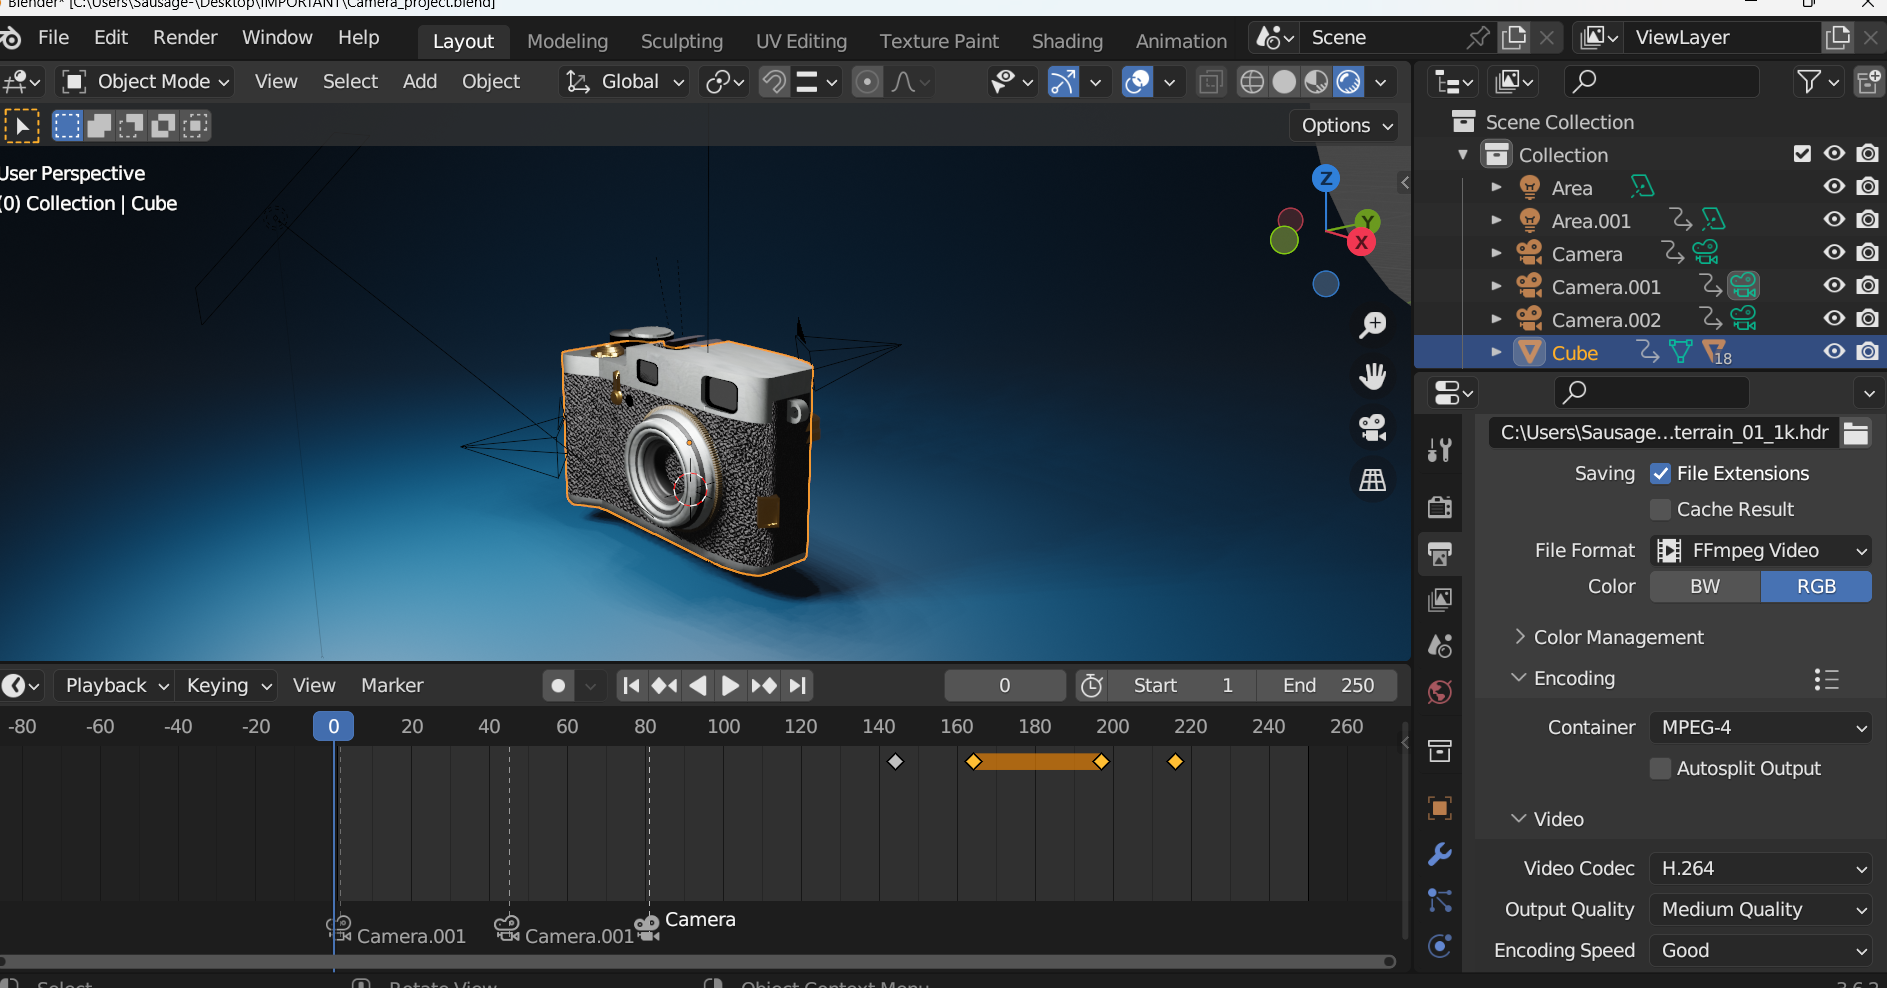 Blender* [C:\Users\Sausage-\Desktop\IMPORTANT\Camera_project.blend]
File Edit Render Window Help Layout Modeling Sculpting UV Editing Texture Paint Shading Animation Scene ViewLayer
Object Mode View Select Add Object Global
Options
User Perspective
(0) Collection | Cube
Z
Y
X
Scene Collection
Collection
Area
Area.001
Camera
Camera.001
Camera.002
Cube 18
C:\Users\Sausage...terrain_01_1k.hdr
Saving File Extensions
Cache Result
File Format FFmpeg Video
Color BW RGB
Color Management
Encoding
Container MPEG-4
Autosplit Output
Video
Video Codec H.264
Output Quality Medium Quality
Encoding Speed Good
Playback Keying View Marker 0 Start 1 End 250
-80 -60 -40 -20 0 20 40 60 80 100 120 140 160 180 200 220 240 260
Camera.001 Camera.001 Camera
Select Rotate View Object Context Menu 3.6.2